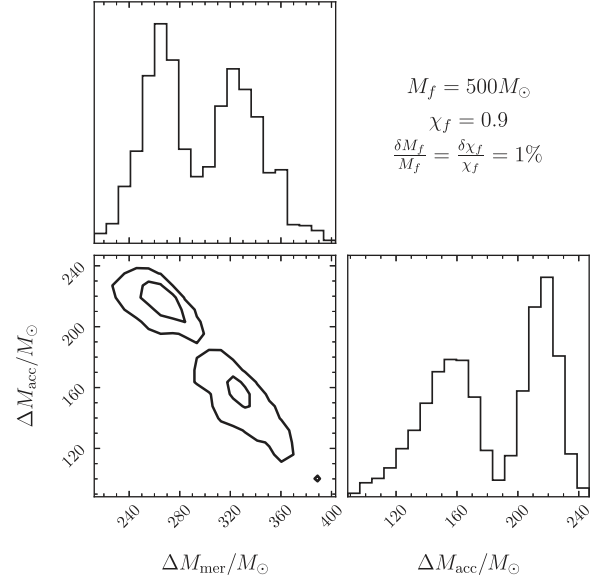 M_f = 500M_⊙
χ_f = 0.9
δM_f/M_f = δχ_f/χ_f = 1%
240
200
160
120
ΔM_acc/M_⊙
240 280 320 360 400
ΔM_mer/M_⊙
120 160 200 240
ΔM_acc/M_⊙